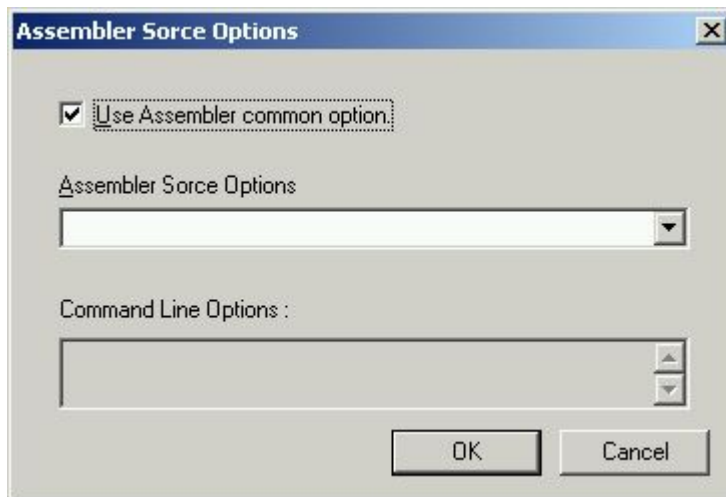 Assembler Sorce Options
Use Assembler common option.
Assembler Sorce Options
Command Line Options :
OK
Cancel